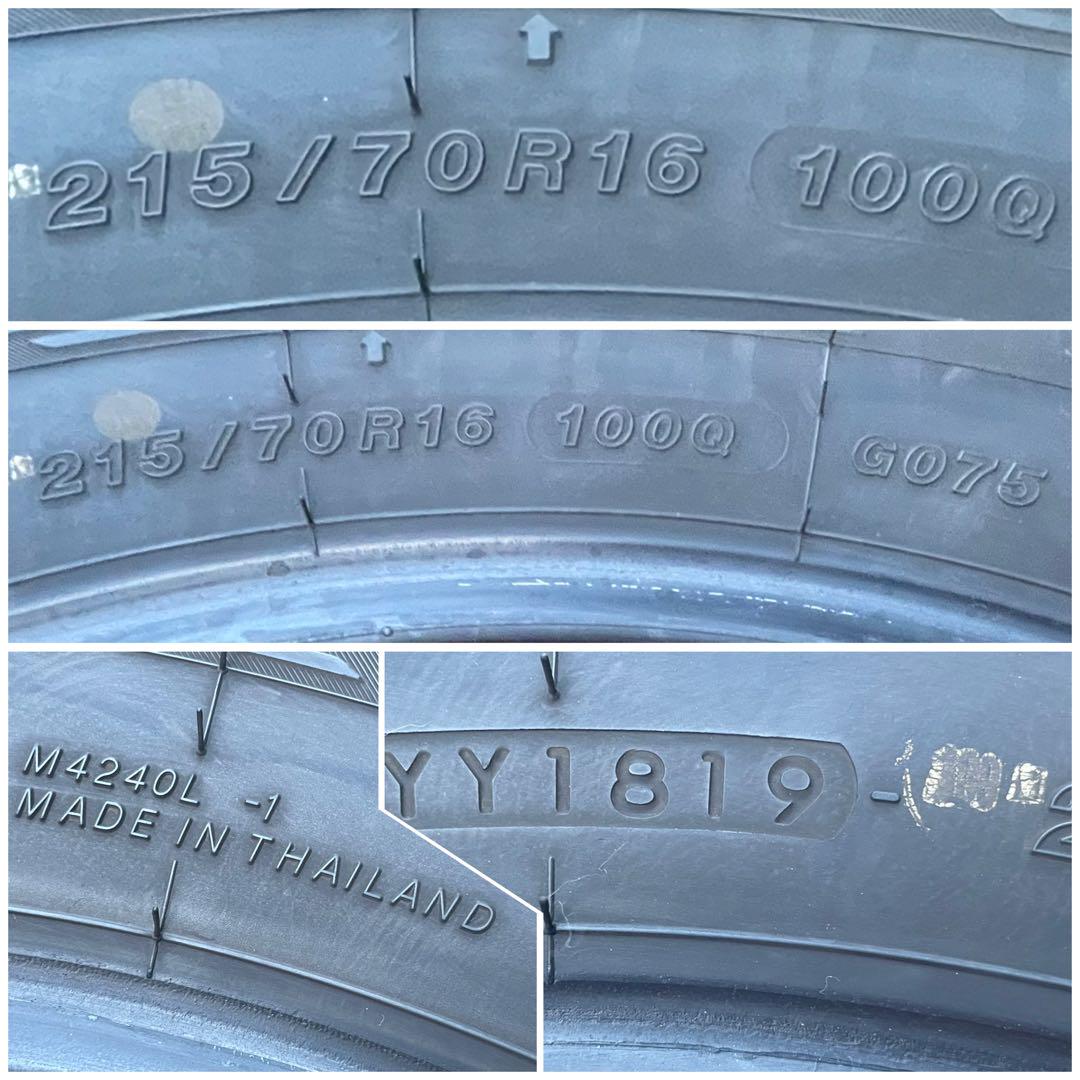 215/70R16 100Q
215/70R16 100Q G075
M4240L -1
MADE IN THAILAND
YY1819